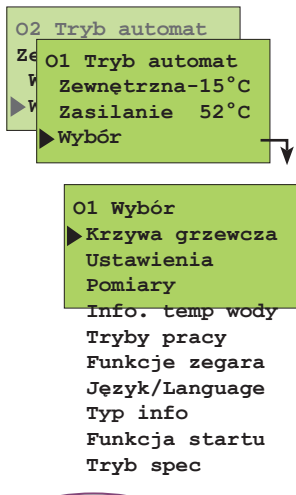 O2 Tryb automat
Ze
W
W
O1 Tryb automat
Zewnętrzna-15°C
Zasilanie 52°C
Wybór
O1 Wybór
Krzywa grzewcza
Ustawienia
Pomiary
Info. temp wody
Tryby pracy
Funkcje zegara
Język/Language
Typ info
Funkcja startu
Tryb spec